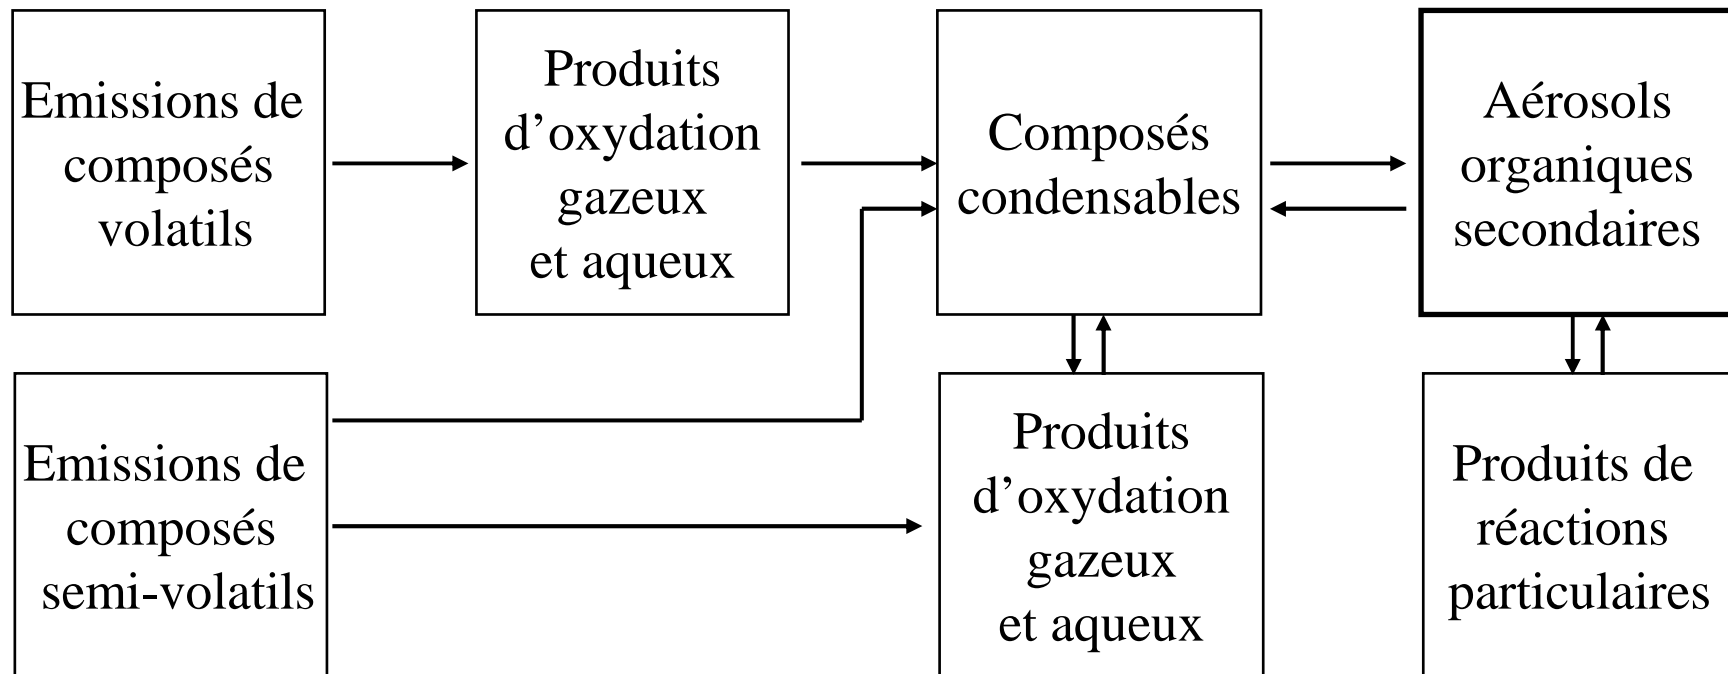 Emissions de
composés
volatils
Produits
d’oxydation
gazeux
et aqueux
Composés
condensables
Aérosols
organiques
secondaires
Emissions de
composés
semi-volatils
Produits
d’oxydation
gazeux
et aqueux
Produits de
réactions
particulaires